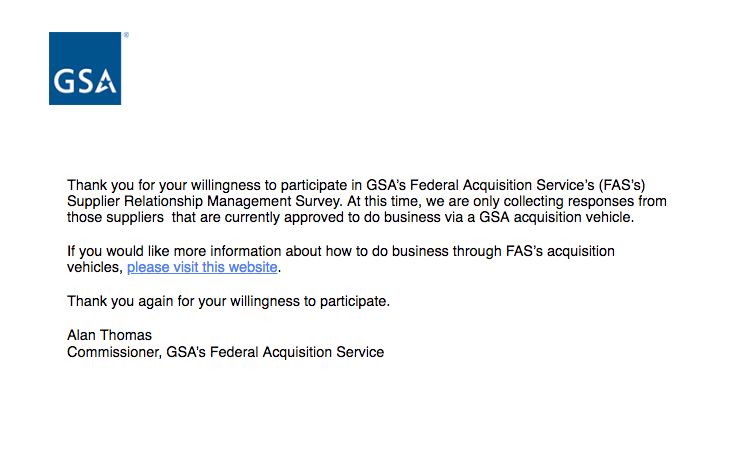 GSA
®
Thank you for your willingness to participate in GSA's Federal Acquisition Service's (FAS's)
Supplier Relationship Management Survey. At this time, we are only collecting responses from
those suppliers  that are currently approved to do business via a GSA acquisition vehicle.
If you would like more information about how to do business through FAS's acquisition
vehicles, please visit this website.
Thank you again for your willingness to participate.
Alan Thomas
Commissioner, GSA's Federal Acquisition Service